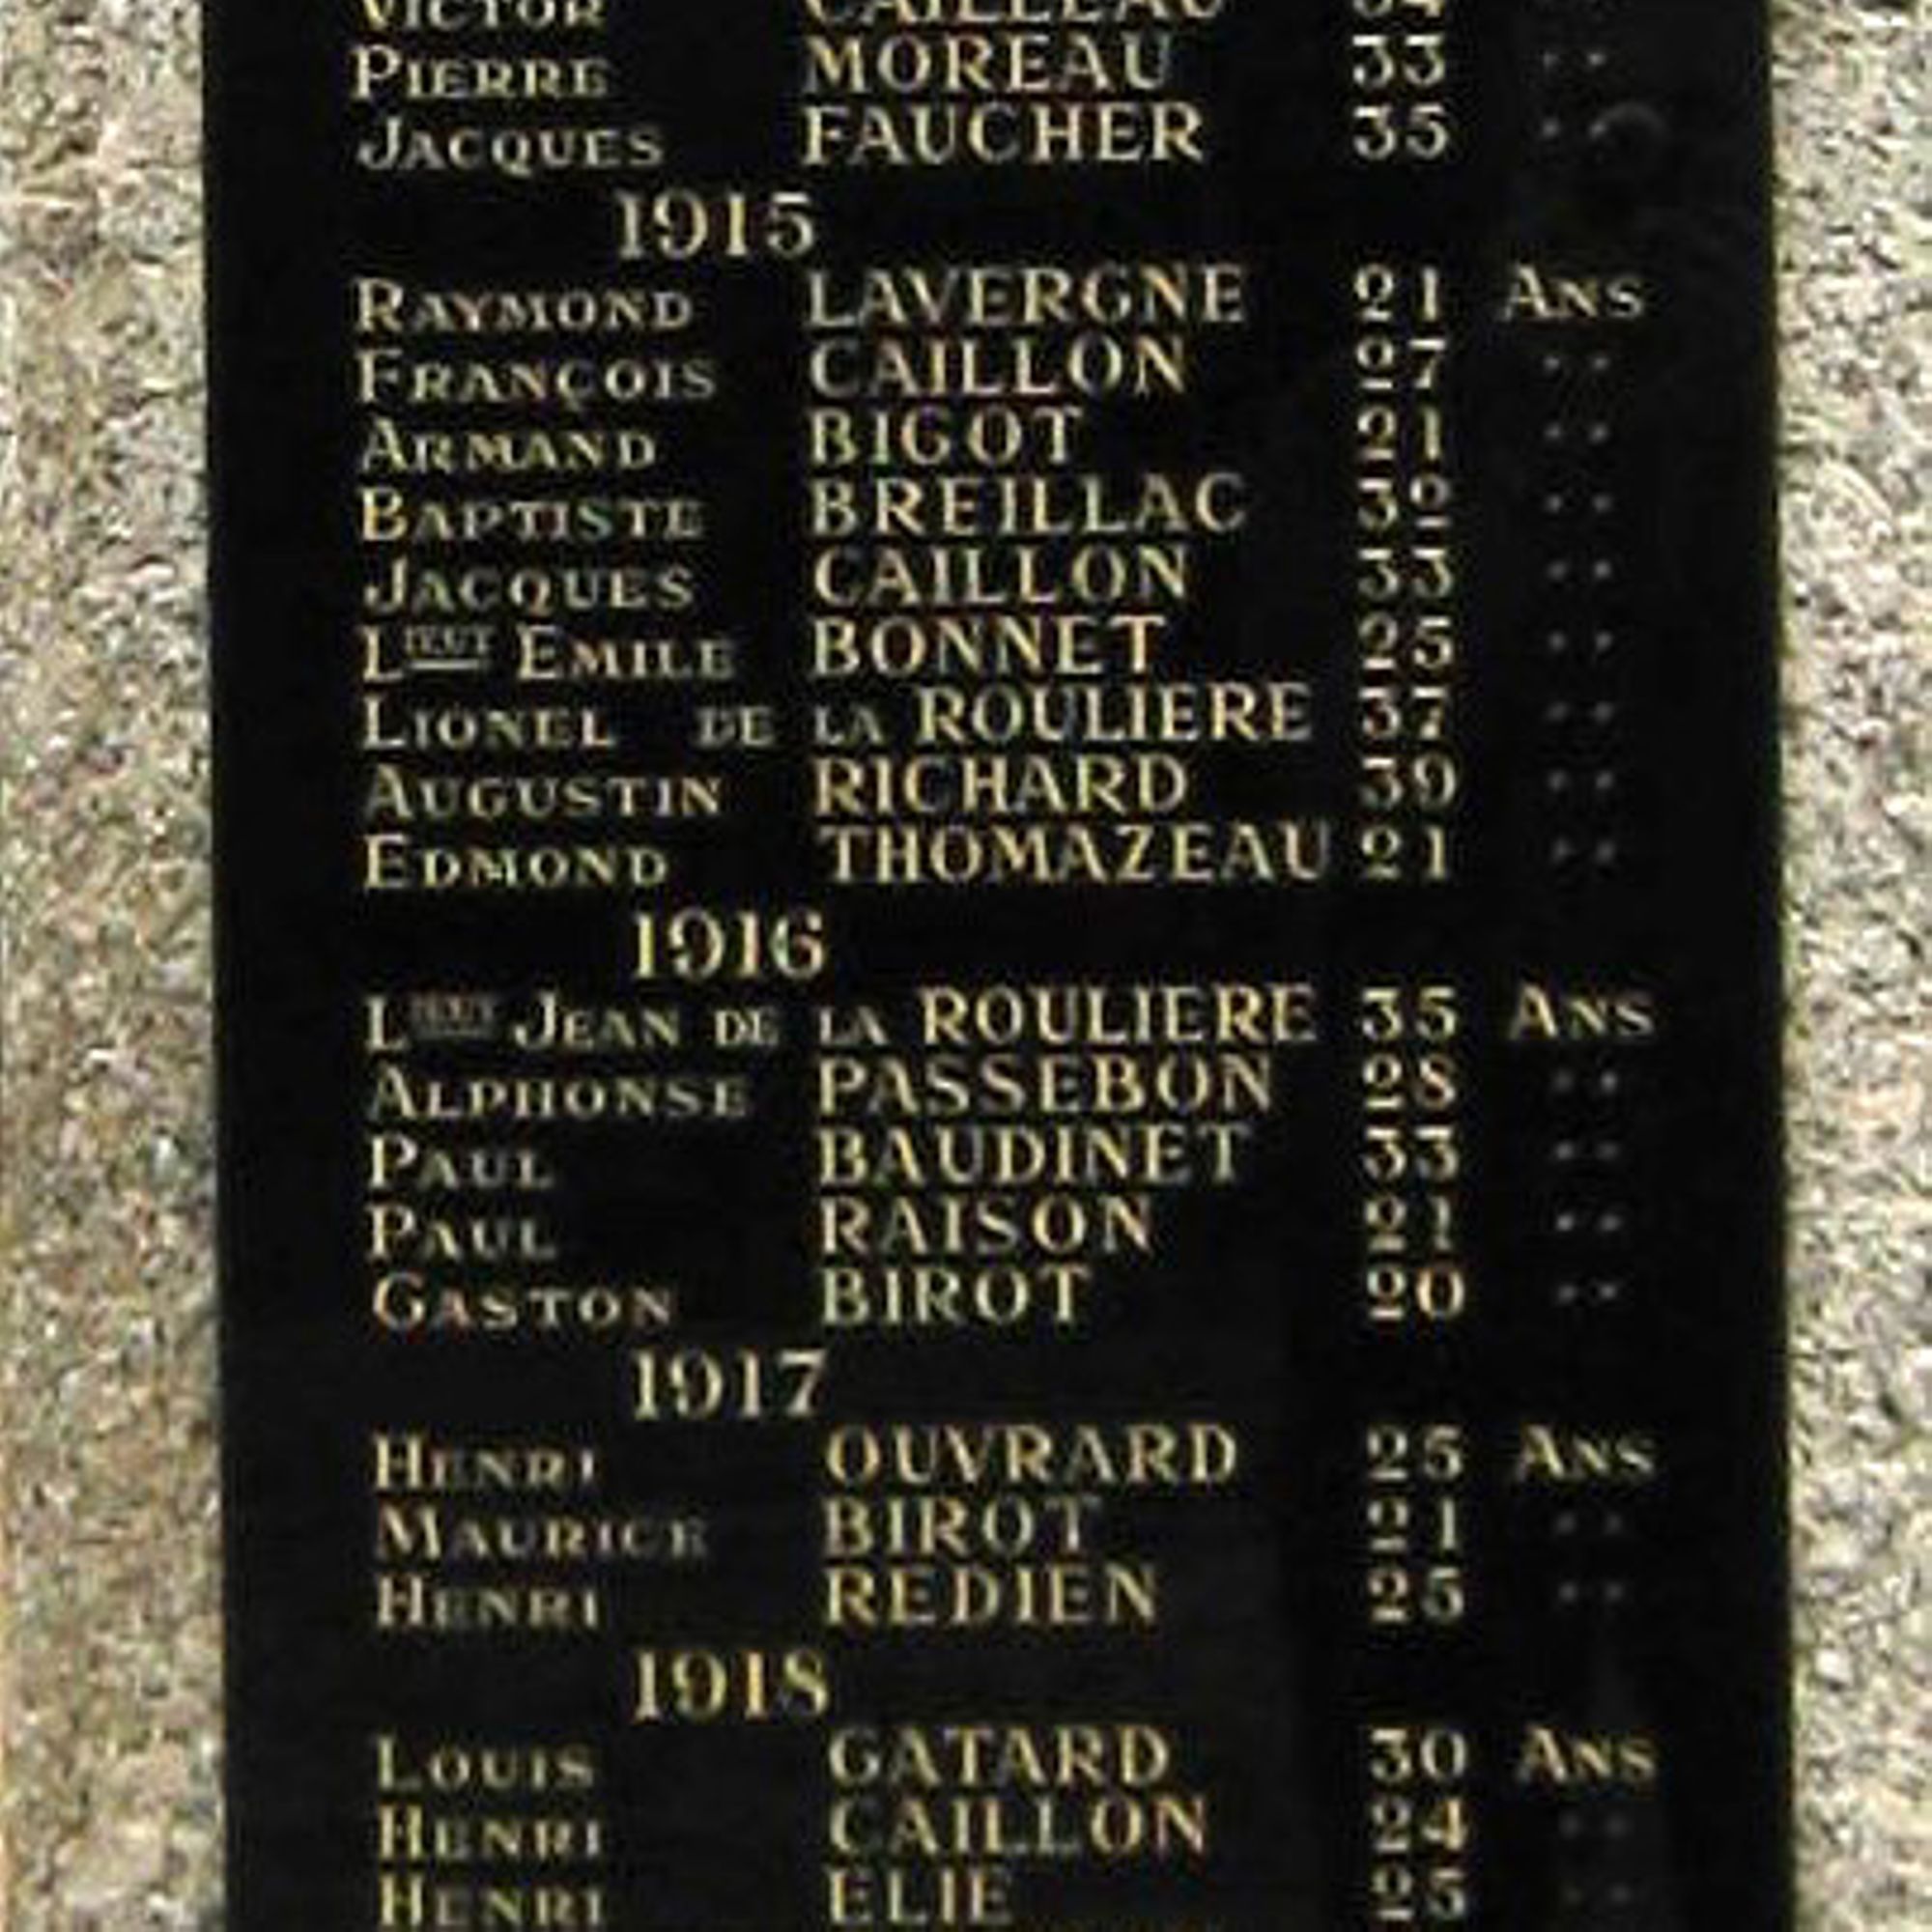 VICTOR CAILLEAU 34 " "
PIERRE MOREAU 33 " "
JACQUES FAUCHER 35 " "
1915
RAYMOND LAVERGNE 21 ANS
FRANÇOIS CAILLON 27 " "
ARMAND BIGOT 21 " "
BAPTISTE BREILLAC 32 " "
JACQUES CAILLON 33 " "
LIEUT EMILE BONNET 25 " "
LIONEL DE LA ROULIERE 37 " "
AUGUSTIN RICHARD 39 " "
EDMOND THOMAZEAU 21 " "
1916
LIEUT JEAN DE LA ROULIERE 35 ANS
ALPHONSE PASSEBON 28 " "
PAUL BAUDINET 33 " "
PAUL RAISON 21 " "
GASTON BIROT 20 " "
1917
HENRI OUVRARD 25 ANS
MAURICE BIROT 21 " "
HENRI REDIEN 25 " "
1918
LOUIS GATARD 30 ANS
HENRI CAILLON 24 " "
HENRI ELIE 25 " "